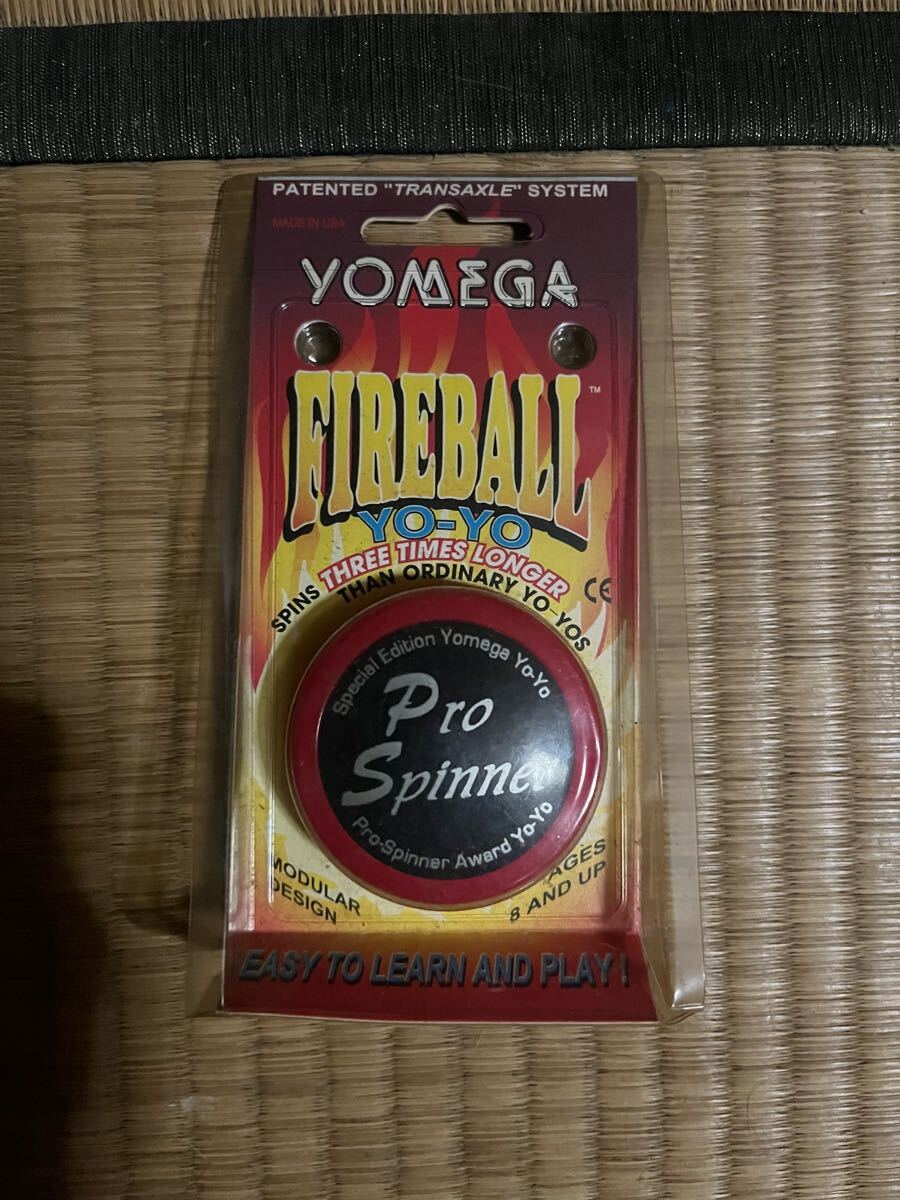 PATENTED "TRANSAXLE" SYSTEM
MADE IN USA
YOMEGA
FIREBALL™
YO-YO
SPINS THREE TIMES LONGER
THAN ORDINARY YO-YOS
CE
Special Edition Yomega Yo-Yo
Pro
Spinner
Pro-Spinner Award Yo-Yo
MODULAR
DESIGN
AGES
8 AND UP
EASY TO LEARN AND PLAY!